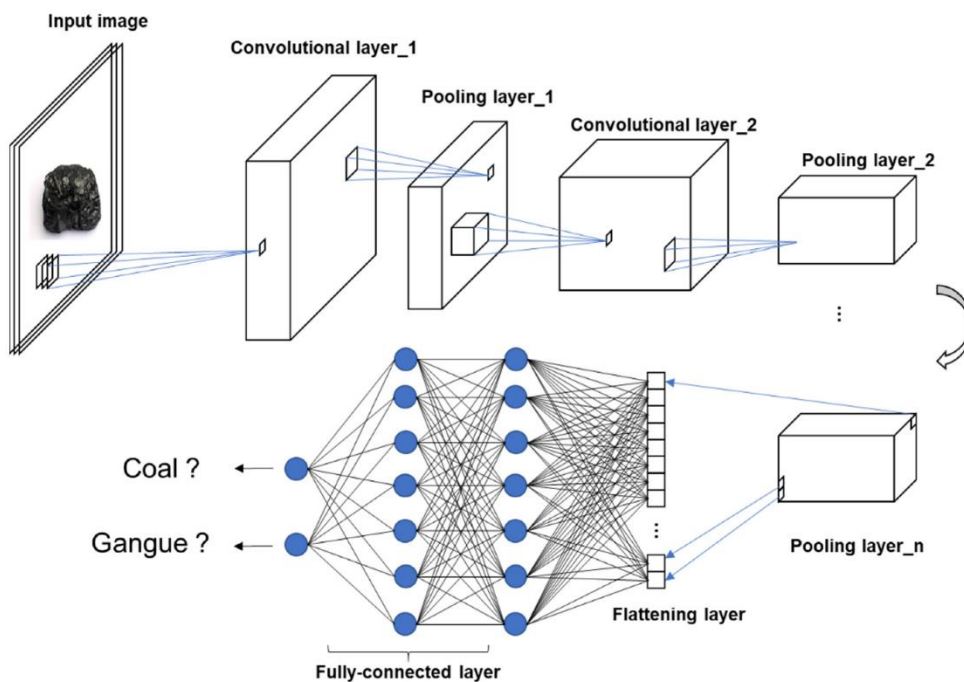 Input image
Convolutional layer_1
Pooling layer_1
Convolutional layer_2
Pooling layer_2
Coal ?
Gangue ?
Pooling layer_n
Flattening layer
Fully-connected layer